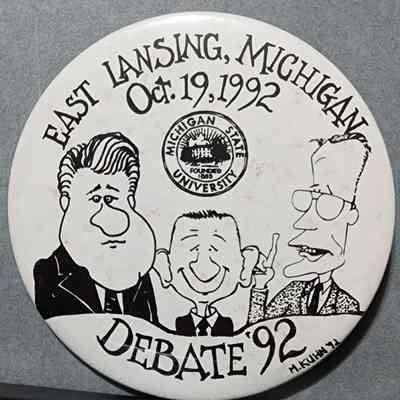 EAST LANSING, MICHIGAN
Oct. 19, 1992
MICHIGAN STATE
UNIVERSITY
FOUNDED
1855
DEBATE '92
M. KUHN '92